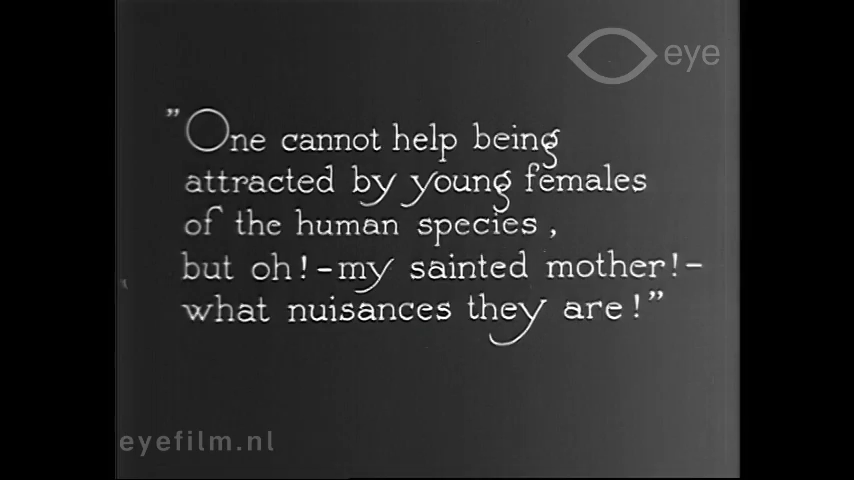 eye
”One cannot help being
attracted by young females
of the human species,
but oh!-my sainted mother!-
what nuisances they are!”
eyefilm.nl